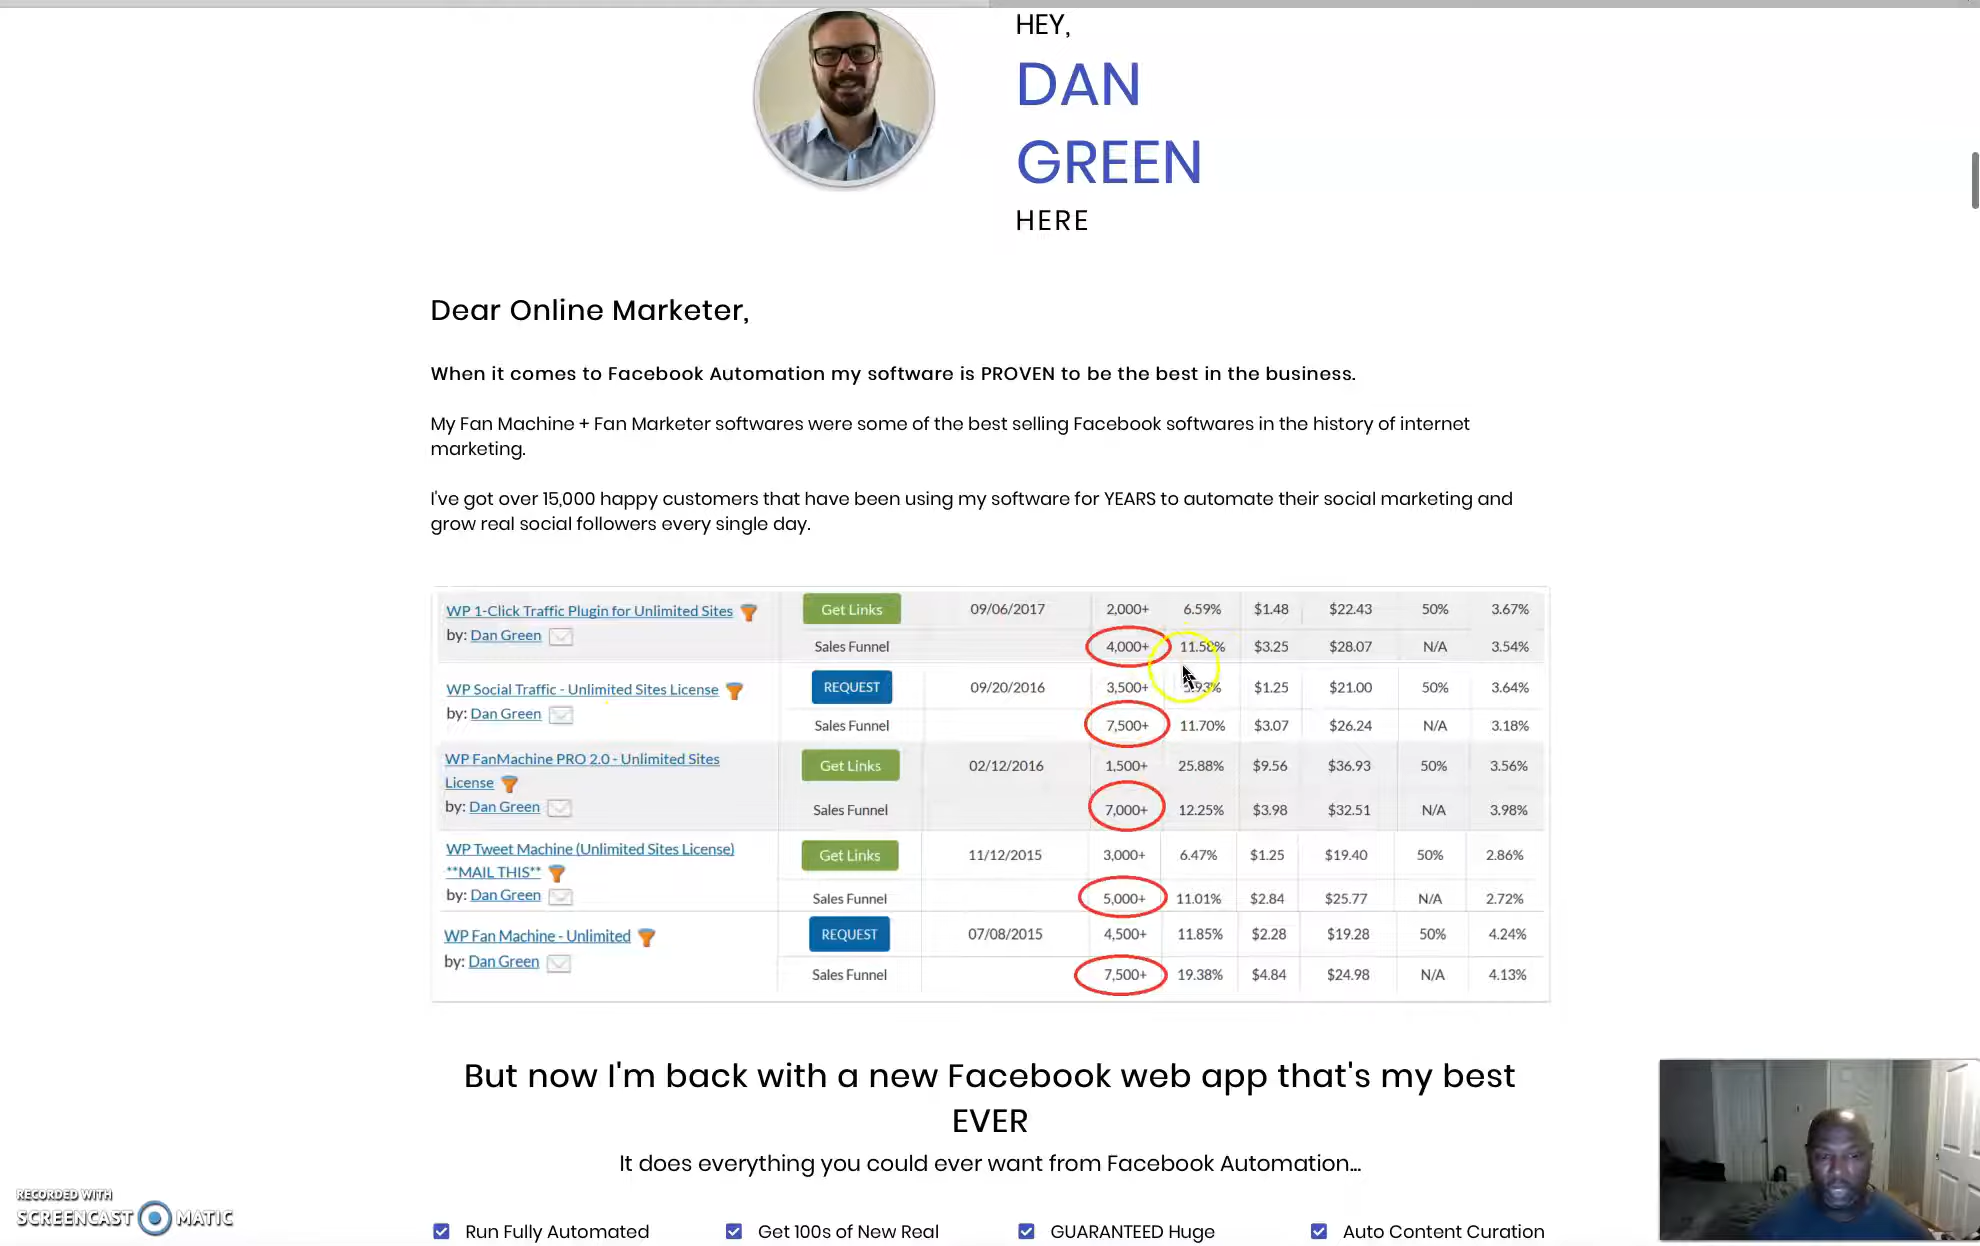 HEY,
DAN
GREEN
HERE
Dear Online Marketer,
When it comes to Facebook Automation my software is PROVEN to be the best in the business.
My Fan Machine + Fan Marketer softwares were some of the best selling Facebook softwares in the history of internet
marketing.
I've got over 15,000 happy customers that have been using my software for YEARS to automate their social marketing and
grow real social followers every single day.
WP 1-Click Traffic Plugin for Unlimited Sites Get Links 09/06/2017 2,000+ 6.59% $1.48 $22.43 50% 3.67%
by: Dan Green Sales Funnel 4,000+ 11.58% $3.25 $28.07 N/A 3.54%
WP Social Traffic - Unlimited Sites License REQUEST 09/20/2016 3,500+ $1.25 $21.00 50% 3.64%
by: Dan Green Sales Funnel 7,500+ 11.70% $3.07 $26.24 N/A 3.18%
WP FanMachine PRO 2.0 - Unlimited Sites Get Links 02/12/2016 1,500+ 25.88% $9.56 $36.93 50% 3.56%
License
by: Dan Green Sales Funnel 7,000+ 12.25% $3.98 $32.51 N/A 3.98%
WP Tweet Machine (Unlimited Sites License) Get Links 11/12/2015 3,000+ 6.47% $1.25 $19.40 50% 2.86%
**MAIL THIS**
by: Dan Green Sales Funnel 5,000+ 11.01% $2.84 $25.77 N/A 2.72%
WP Fan Machine - Unlimited REQUEST 07/08/2015 4,500+ 11.85% $2.28 $19.28 50% 4.24%
by: Dan Green Sales Funnel 7,500+ 19.38% $4.84 $24.98 N/A 4.13%
But now I'm back with a new Facebook web app that's my best
EVER
It does everything you could ever want from Facebook Automation...
Run Fully Automated Get 100s of New Real GUARANTEED Huge Auto Content Curation
RECORDED WITH
SCREENCAST MATIC